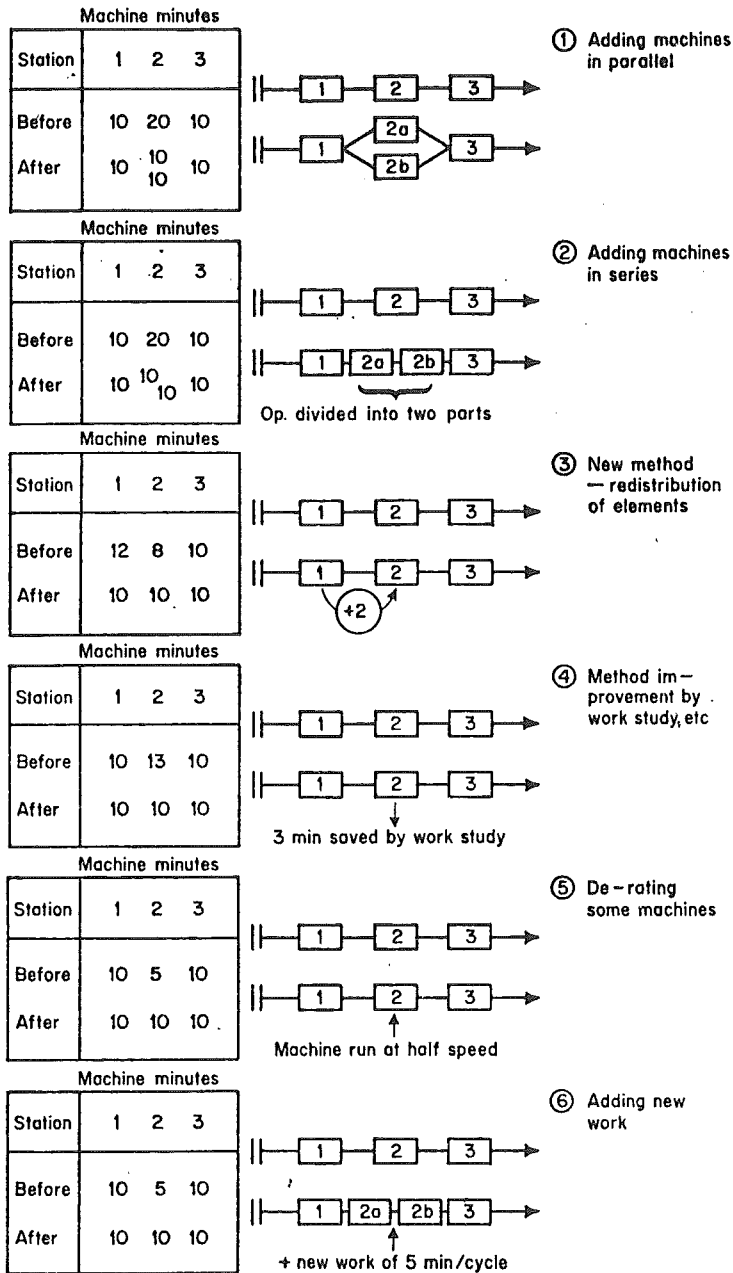 Machine minutes
Station 1 2 3
Before 10 20 10
After 10 10 10
10
1 2 3
1 2a 2b 3
① Adding machines
in parallel
Machine minutes
Station 1 2 3
Before 10 20 10
After 10 10 10 10
1 2 3
1 2a 2b 3
Op. divided into two parts
② Adding machines
in series
Machine minutes
Station 1 2 3
Before 12 8 10
After 10 10 10
1 2 3
1 2 3
+2
③ New method
— redistribution
of elements
Machine minutes
Station 1 2 3
Before 10 13 10
After 10 10 10
1 2 3
1 2 3
3 min saved by work study
④ Method im—
provement by
work study, etc
Machine minutes
Station 1 2 3
Before 10 5 10
After 10 10 10
1 2 3
1 2 3
Machine run at half speed
⑤ De-rating
some machines
Machine minutes
Station 1 2 3
Before 10 5 10
After 10 10 10
1 2 3
1 2a 2b 3
+ new work of 5 min/cycle
⑥ Adding new
work